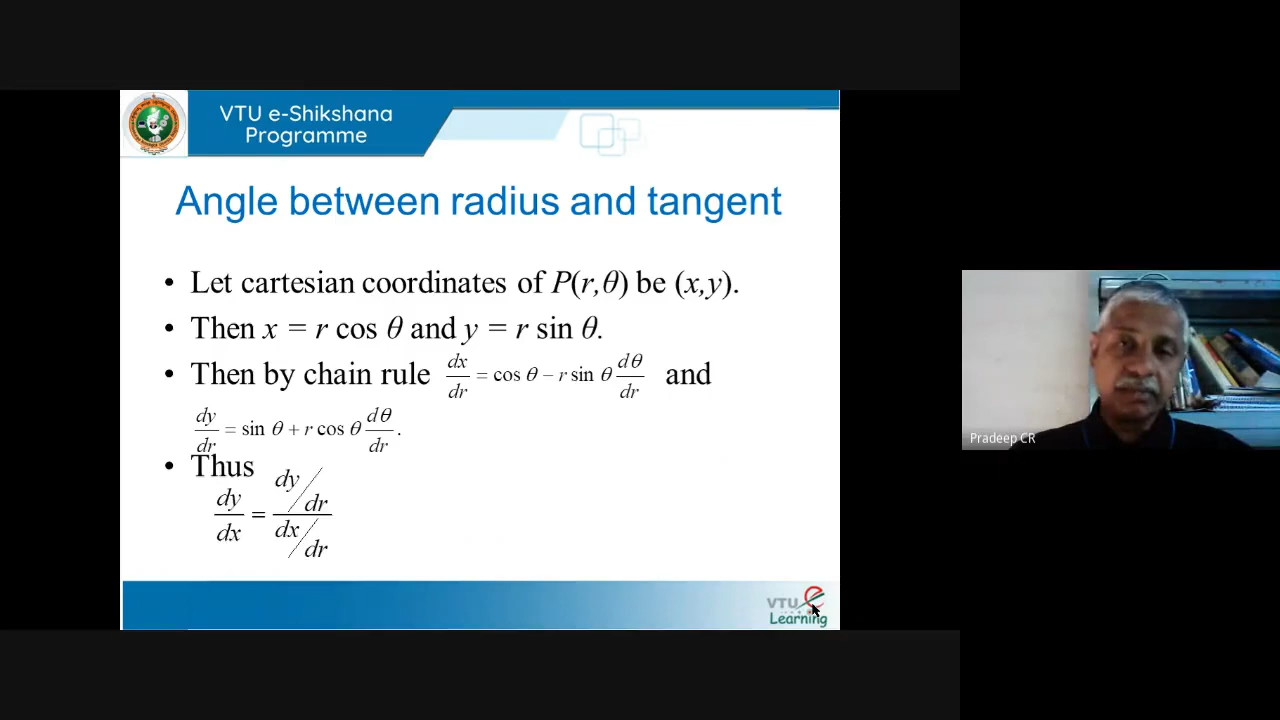 VTU e-Shikshana
Programme
Angle between radius and tangent
• Let cartesian coordinates of P(r,θ) be (x,y).
• Then x = r cos θ and y = r sin θ.
• Then by chain rule dx/dr = cos θ − r sin θ dθ/dr and
dy/dr = sin θ + r cos θ dθ/dr.
• Thus
dy/dx = (dy/dr)/(dx/dr)
VTU e
Learning
Pradeep CR